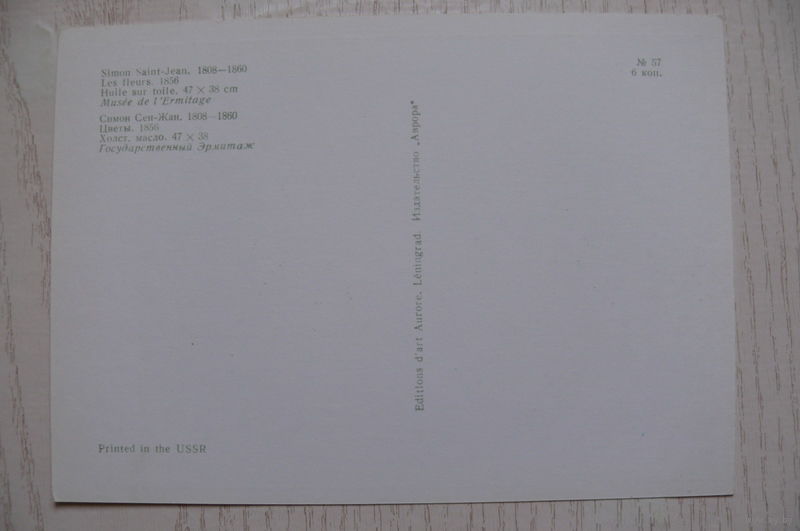 Simon Saint-Jean. 1808—1860
Les fleurs. 1856
Huile sur toile. 47 × 38 cm
Musée de l'Ermitage
Симон Сен-Жан. 1808—1860
Цветы. 1856
Холст, масло. 47 × 38
Государственный Эрмитаж
№ 57
6 коп.
Editions d'art Aurore. Léningrad. Издательство „Аврора"
Printed in the USSR